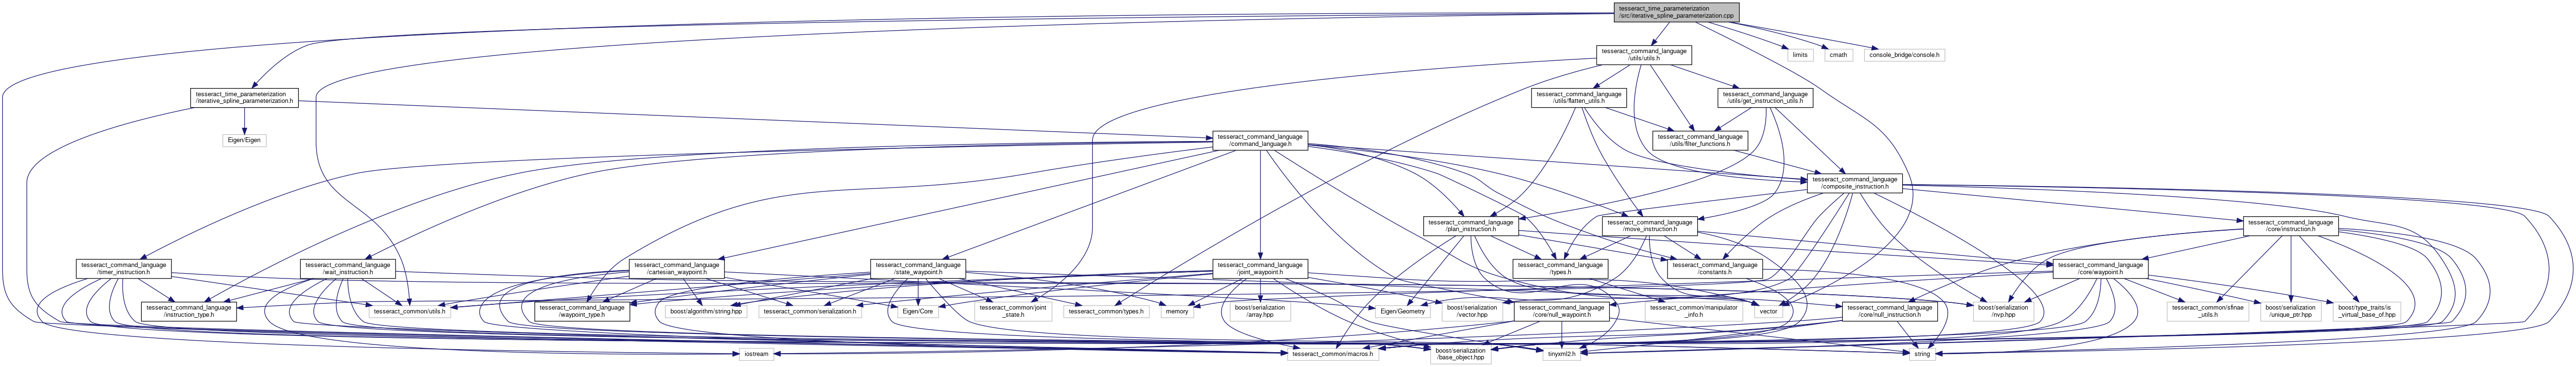 tesseract_time_parameterization
/src/iterative_spline_parameterization.cpp
tesseract_command_language
/utils/utils.h
limits
cmath
console_bridge/console.h
tesseract_time_parameterization
/iterative_spline_parameterization.h
tesseract_command_language
/utils/flatten_utils.h
tesseract_command_language
/utils/get_instruction_utils.h
Eigen/Eigen
tesseract_command_language
/command_language.h
tesseract_command_language
/utils/filter_functions.h
tesseract_command_language
/composite_instruction.h
tesseract_command_language
/plan_instruction.h
tesseract_command_language
/move_instruction.h
tesseract_command_language
/core/instruction.h
tesseract_command_language
/timer_instruction.h
tesseract_command_language
/wait_instruction.h
tesseract_command_language
/cartesian_waypoint.h
tesseract_command_language
/state_waypoint.h
tesseract_command_language
/joint_waypoint.h
tesseract_command_language
/types.h
tesseract_command_language
/constants.h
tesseract_command_language
/core/waypoint.h
tesseract_command_language
/instruction_type.h
tesseract_common/utils.h
tesseract_command_language
/waypoint_type.h
boost/algorithm/string.hpp
tesseract_common/serialization.h
Eigen/Core
tesseract_common/joint
_state.h
tesseract_common/types.h
memory
boost/serialization
/array.hpp
Eigen/Geometry
boost/serialization
/vector.hpp
tesseract_command_language
/core/null_waypoint.h
tesseract_common/manipulator
_info.h
vector
tesseract_command_language
/core/null_instruction.h
boost/serialization
/nvp.hpp
tesseract_common/sfinae
_utils.h
boost/serialization
/unique_ptr.hpp
boost/type_traits/is
_virtual_base_of.hpp
iostream
tesseract_common/macros.h
boost/serialization
/base_object.hpp
tinyxml2.h
string